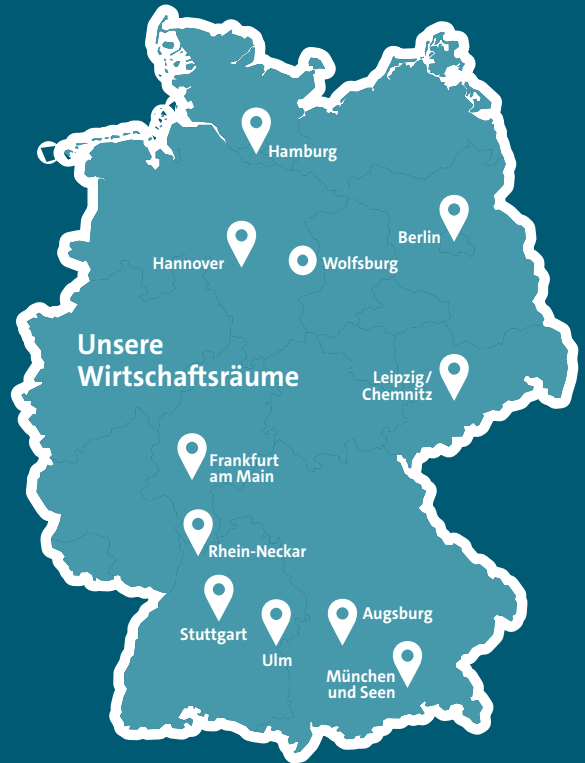 Hamburg
Berlin
Hannover
Wolfsburg
Unsere
Wirtschaftsräume
Leipzig/
Chemnitz
Frankfurt
am Main
Rhein-Neckar
Stuttgart
Ulm
Augsburg
München
und Seen